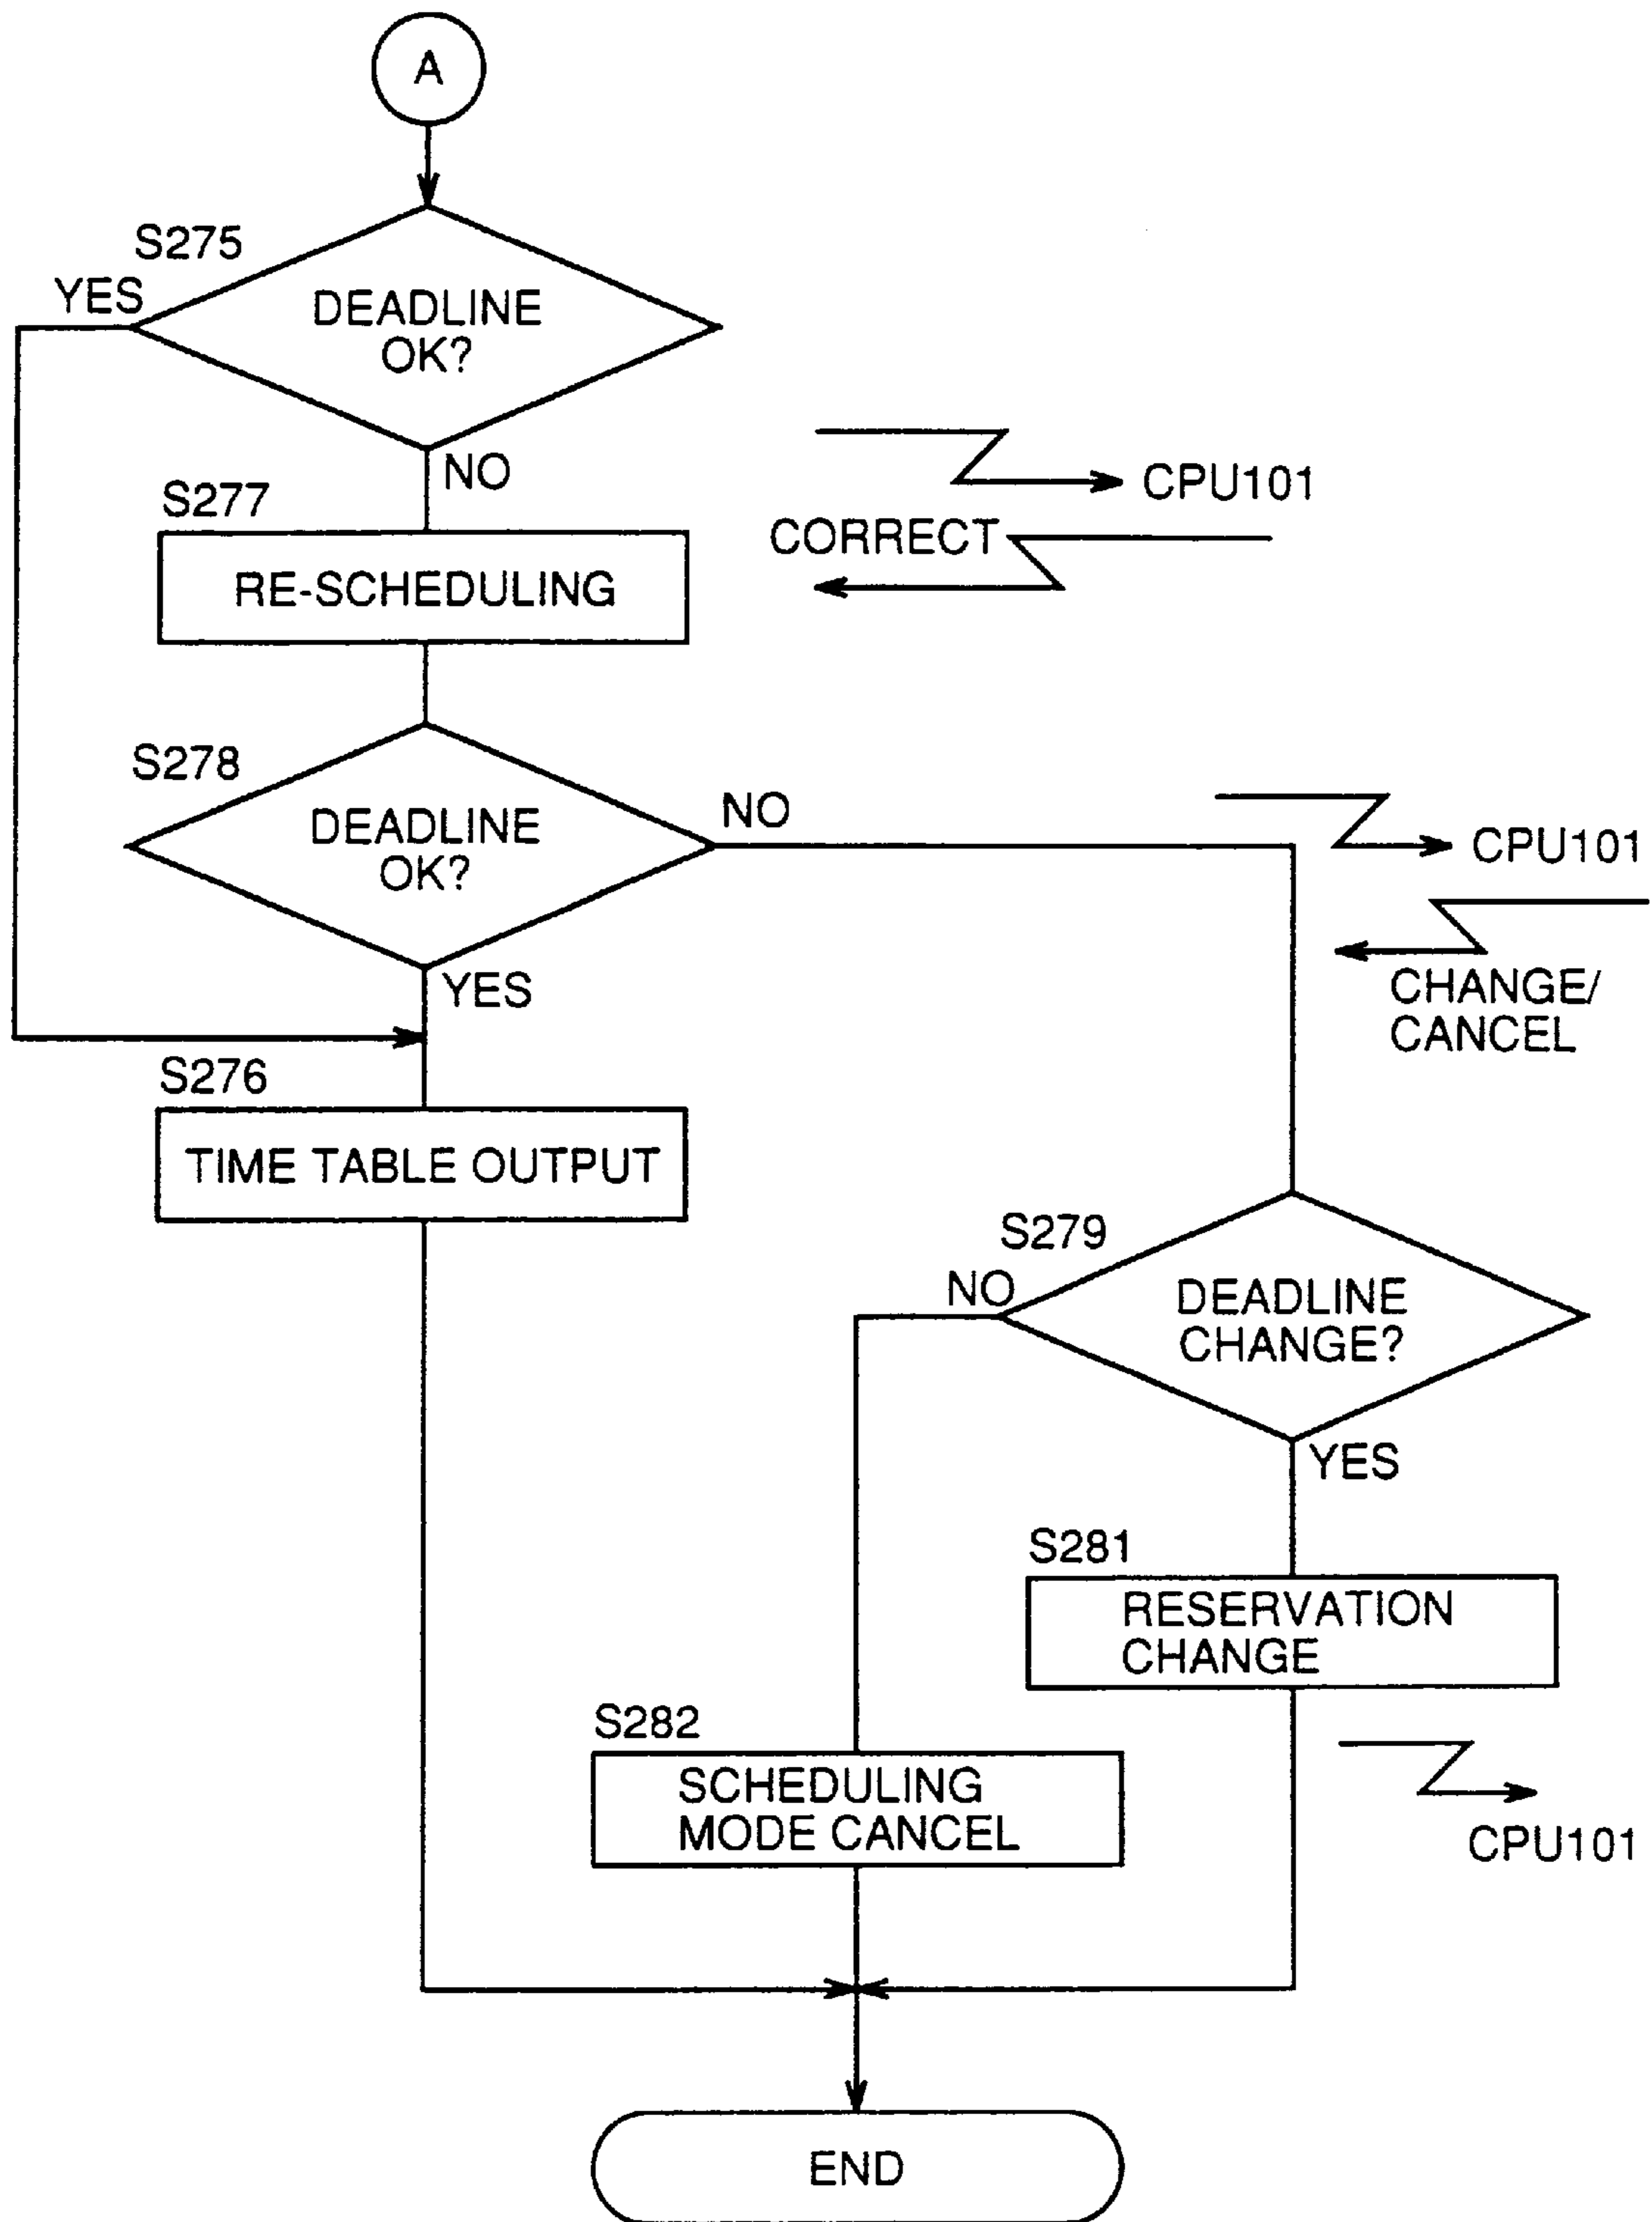 A
S275
YES
DEADLINE
OK?
NO
CPU101
S277
CORRECT
RE-SCHEDULING
S278
NO
DEADLINE
OK?
CPU101
YES
CHANGE/
CANCEL
S276
TIME TABLE OUTPUT
S279
NO
DEADLINE
CHANGE?
YES
S281
RESERVATION
CHANGE
S282
SCHEDULING
MODE CANCEL
CPU101
END